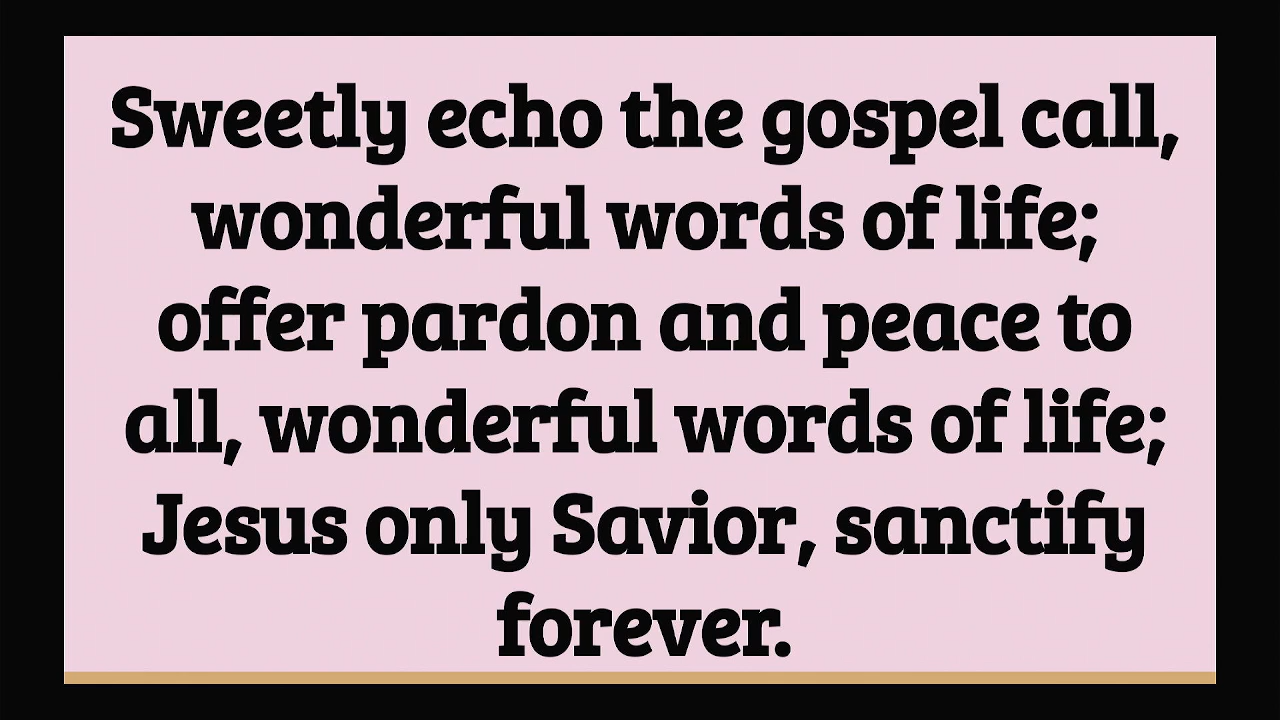 Sweetly echo the gospel call,
wonderful words of life;
offer pardon and peace to
all, wonderful words of life;
Jesus only Savior, sanctify
forever.